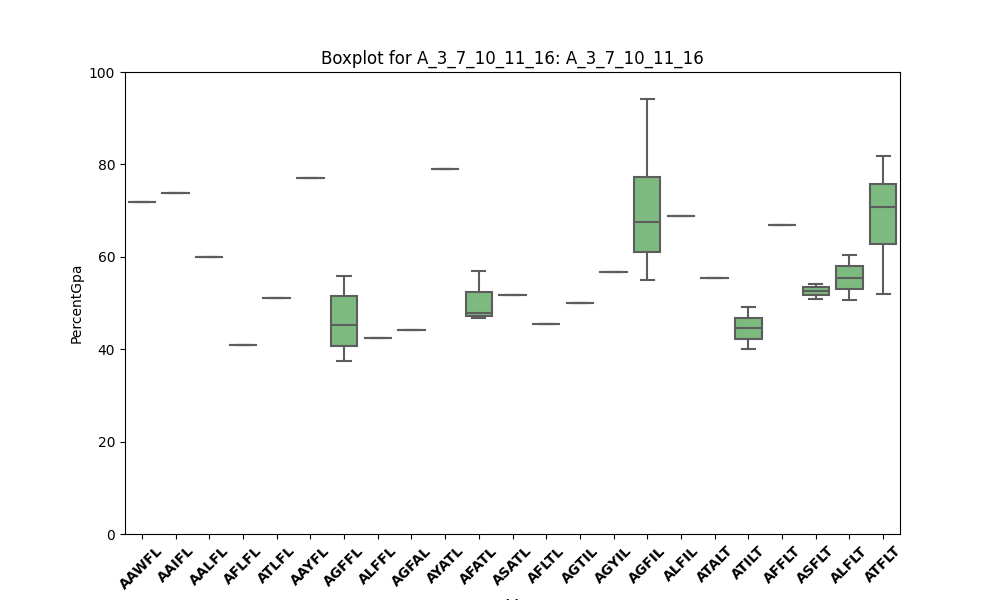 Boxplot for A_3_7_10_11_16: A_3_7_10_11_16
100
80
60
40
20
0
PercentGpa
AAWFL AAIFL AALFL AFLFL ATLFL AAYFL AGFFL ALFFL AGFAL AYATL AFATL ASATL AFLTL AGTIL AGYIL AGFIL ALFIL ATALT ATILT AFFLT ASFLT ALFLT ATFLT